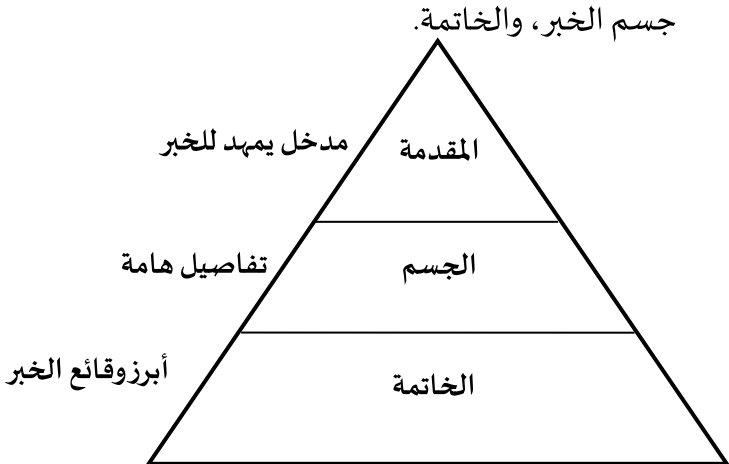 جسم الخبر، والخاتمة.
المقدمة
مدخل يمهد للخبر
الجسم
تفاصيل هامة
الخاتمة
أبرزوقائع الخبر